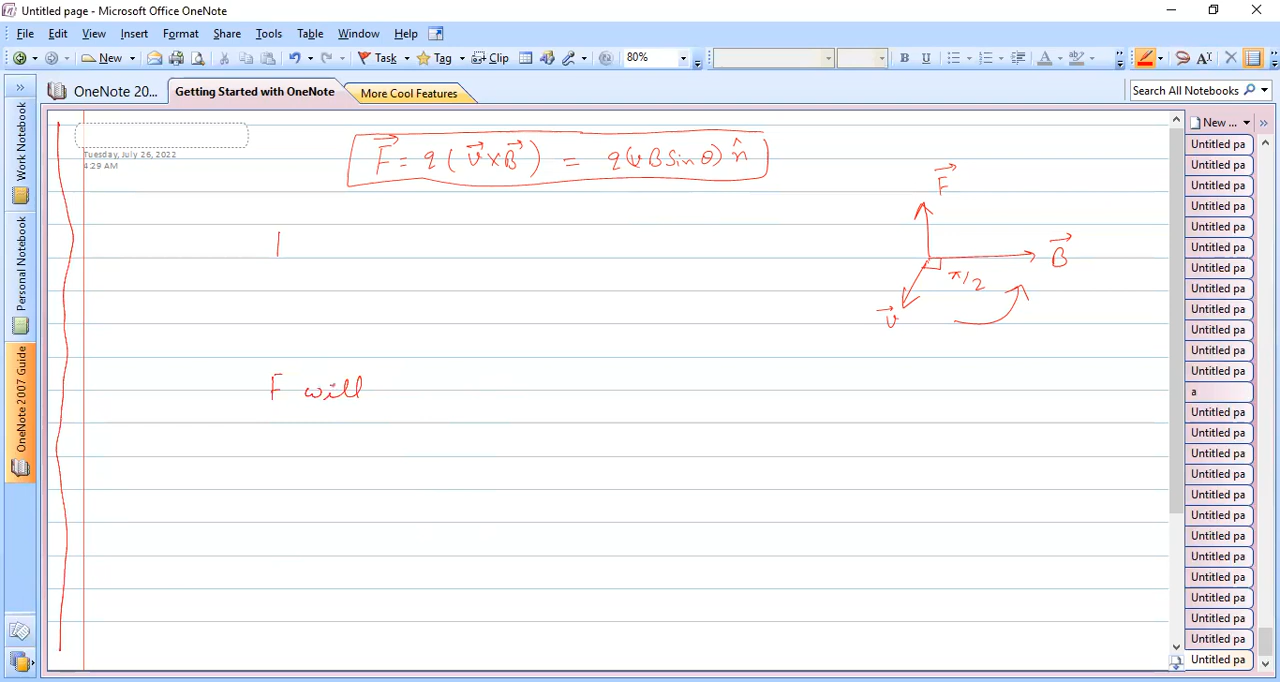 Untitled page - Microsoft Office OneNote
File Edit View Insert Format Share Tools Table Window Help
New Task Tag Clip 80% B U A ab
Search All Notebooks
OneNote 20... Getting Started with OneNote More Cool Features
New ...
Tuesday, July 26, 2022
4:29 AM
F⃗ = q ( v⃗ × B⃗ ) = q(vB sin θ) n̂
F⃗
B⃗
π/2
v⃗
F will
Work Notebook
Personal Notebook
OneNote 2007 Guide
Untitled pa
Untitled pa
Untitled pa
Untitled pa
Untitled pa
Untitled pa
Untitled pa
Untitled pa
Untitled pa
Untitled pa
Untitled pa
Untitled pa
a
Untitled pa
Untitled pa
Untitled pa
Untitled pa
Untitled pa
Untitled pa
Untitled pa
Untitled pa
Untitled pa
Untitled pa
Untitled pa
Untitled pa
Untitled pa